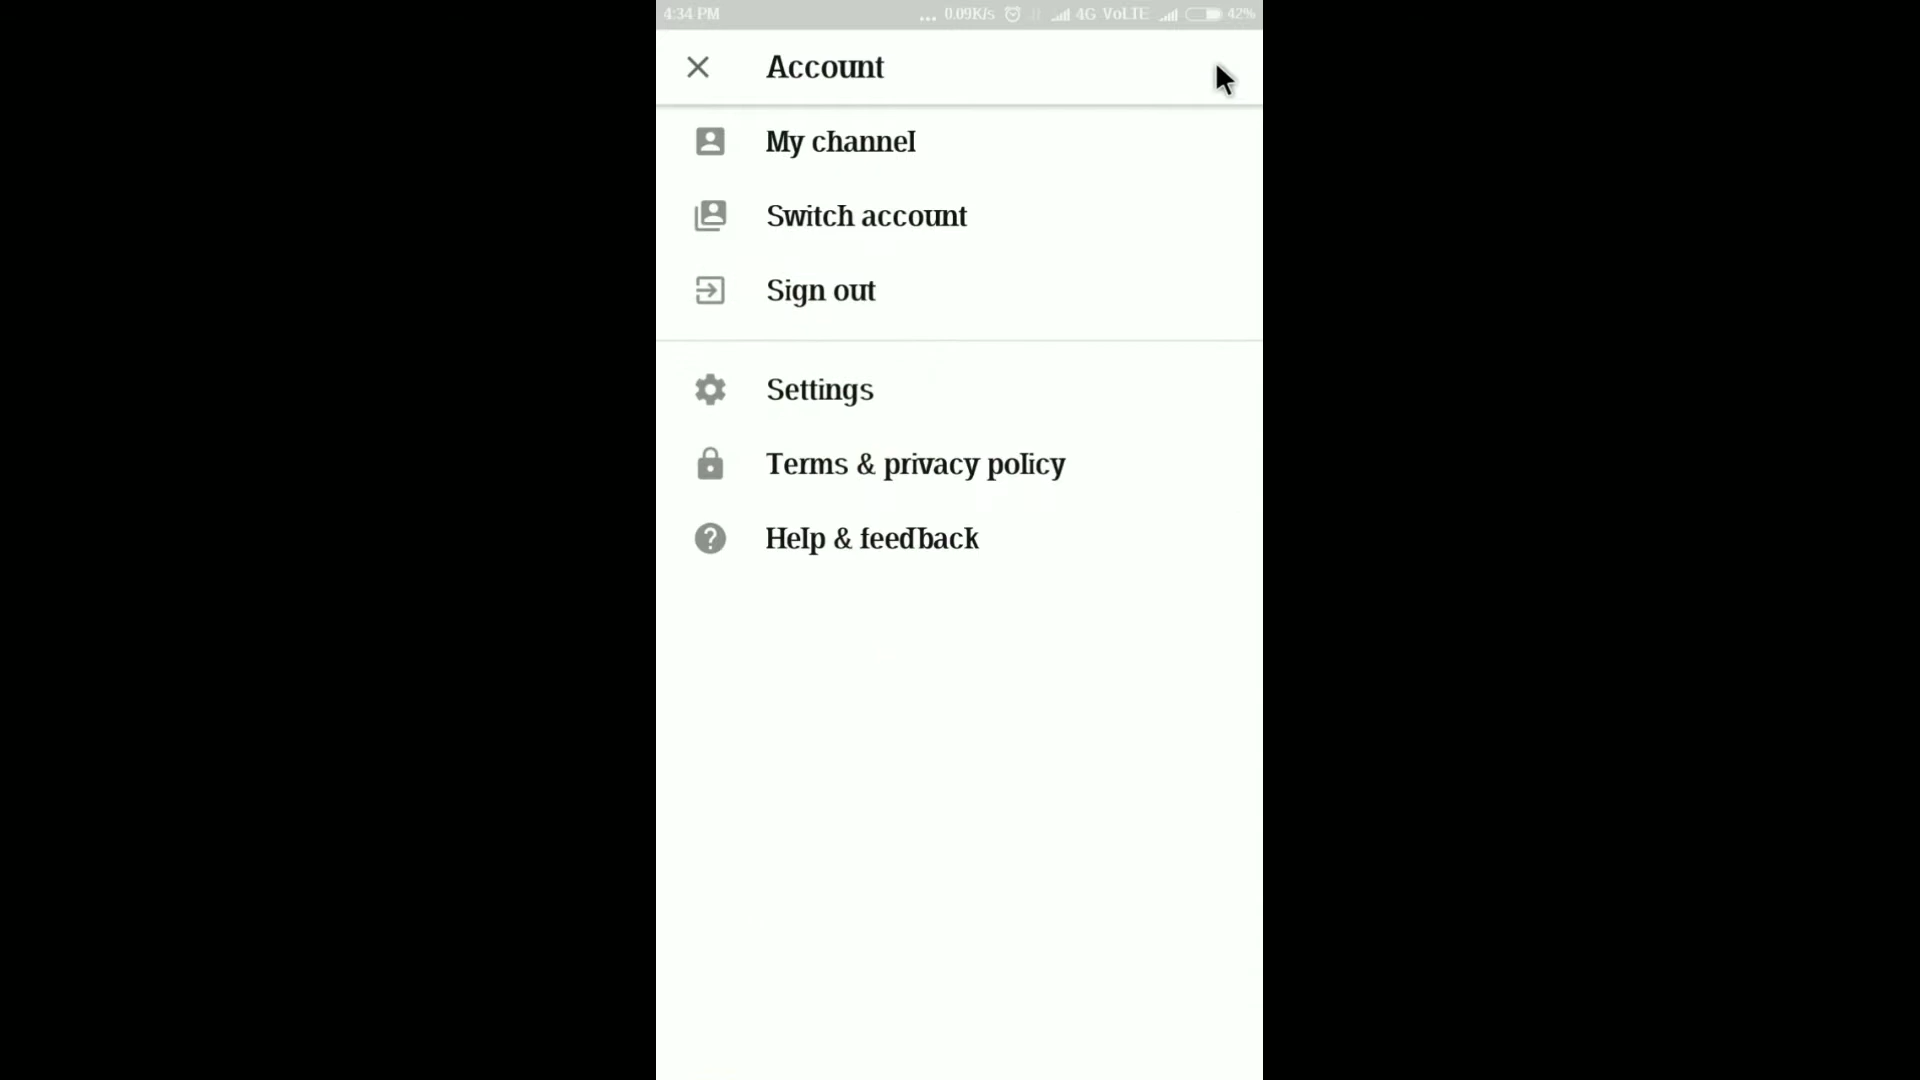 4:34 PM ... 0.09K/s 4G VoLTE 42%
Account
My channel
Switch account
Sign out
Settings
Terms & privacy policy
Help & feedback